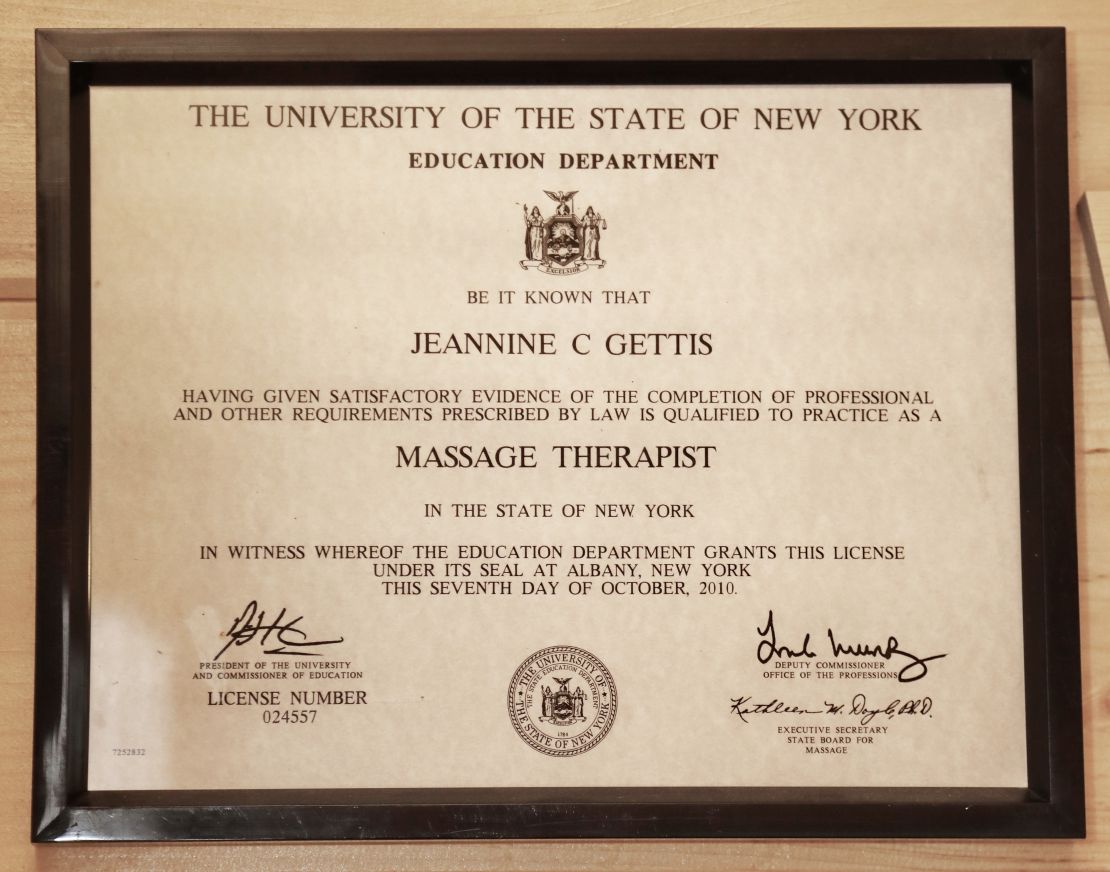 THE UNIVERSITY OF THE STATE OF NEW YORK
EDUCATION DEPARTMENT
EXCELSIOR
BE IT KNOWN THAT
JEANNINE C GETTIS
HAVING GIVEN SATISFACTORY EVIDENCE OF THE COMPLETION OF PROFESSIONAL
AND OTHER REQUIREMENTS PRESCRIBED BY LAW IS QUALIFIED TO PRACTICE AS A
MASSAGE THERAPIST
IN THE STATE OF NEW YORK
IN WITNESS WHEREOF THE EDUCATION DEPARTMENT GRANTS THIS LICENSE
UNDER ITS SEAL AT ALBANY, NEW YORK
THIS SEVENTH DAY OF OCTOBER, 2010.
PRESIDENT OF THE UNIVERSITY
AND COMMISSIONER OF EDUCATION
LICENSE NUMBER
024557
7252832
THE UNIVERSITY OF THE STATE OF NEW YORK
THE STATE EDUCATION DEPARTMENT
1784
DEPUTY COMMISSIONER
OFFICE OF THE PROFESSIONS
Kathleen M. Doyle, Ph.D.
EXECUTIVE SECRETARY
STATE BOARD FOR
MASSAGE